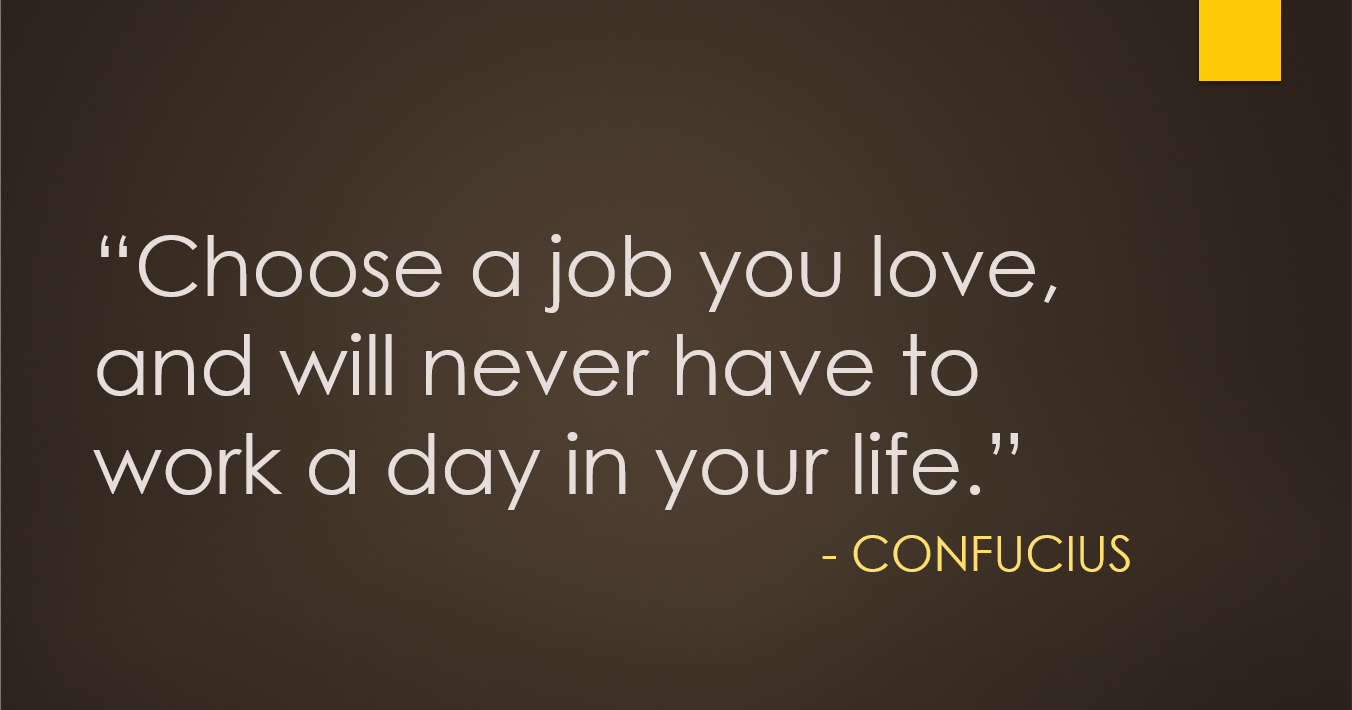 “Choose a job you love,
and will never have to
work a day in your life.”
- CONFUCIUS